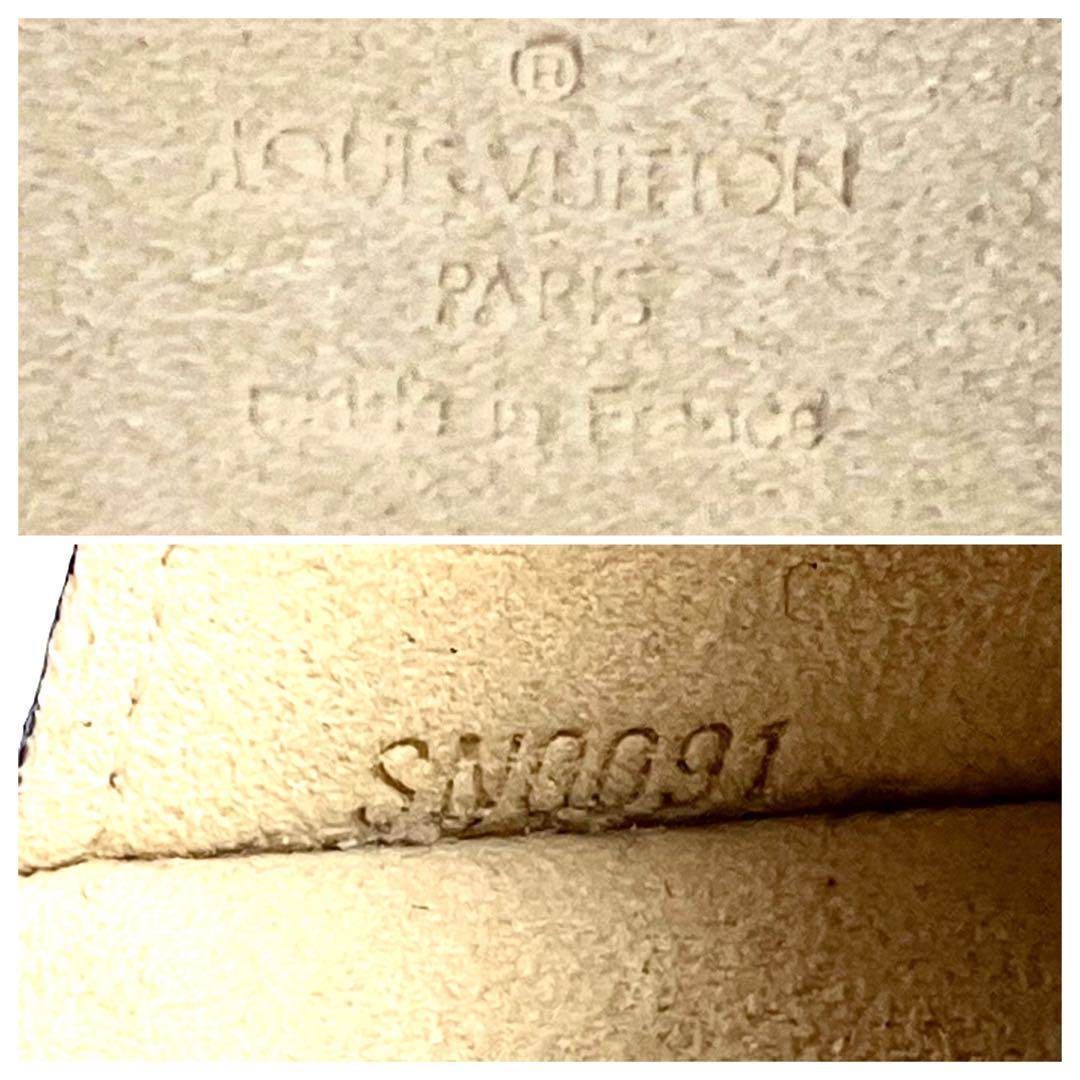 ®
LOUIS VUITTON
PARIS
made in France
SN0091